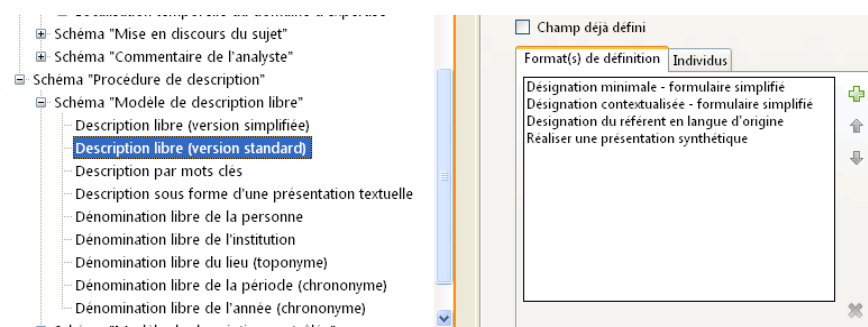 Schéma "Mise en discours du sujet"
Schéma "Commentaire de l'analyste"
Schéma "Procédure de description"
Schéma "Modèle de description libre"
Description libre (version simplifiée)
Description libre (version standard)
Description par mots clés
Description sous forme d'une présentation textuelle
Dénomination libre de la personne
Dénomination libre de l'institution
Dénomination libre du lieu (toponyme)
Dénomination libre de la période (chrononyme)
Dénomination libre de l'année (chrononyme)
Champ déjà défini
Format(s) de définition Individus
Désignation minimale - formulaire simplifié
Désignation contextualisée - formulaire simplifié
Designation du référent en langue d'origine
Réaliser une présentation synthétique